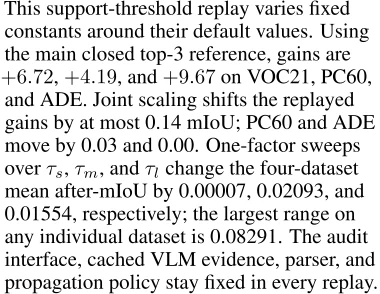 This support-threshold replay varies fixed
constants around their default values. Using
the main closed top-3 reference, gains are
+6.72, +4.19, and +9.67 on VOC21, PC60,
and ADE. Joint scaling shifts the replayed
gains by at most 0.14 mIoU; PC60 and ADE
move by 0.03 and 0.00. One-factor sweeps
over τₛ, τₘ, and τₗ change the four-dataset
mean after-mIoU by 0.00007, 0.02093, and
0.01554, respectively; the largest range on
any individual dataset is 0.08291. The audit
interface, cached VLM evidence, parser, and
propagation policy stay fixed in every replay.